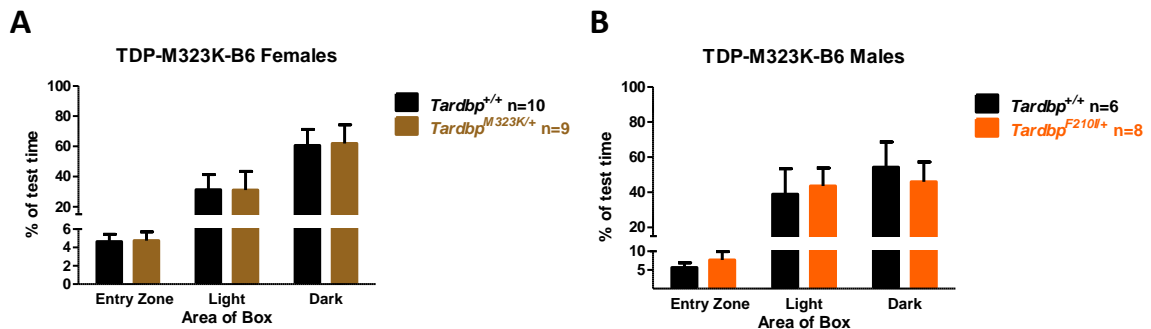 A
TDP-M323K-B6 Females
% of test time
100
80
60
40
20
6
4
2
0
Entry Zone Light Dark
Area of Box
Tardbp+/+ n=10
TardbpM323K/+ n=9
B
TDP-M323K-B6 Males
% of test time
100
80
60
40
20
10
5
Entry Zone Light Dark
Area of Box
Tardbp+/+ n=6
TardbpF210I/+ n=8